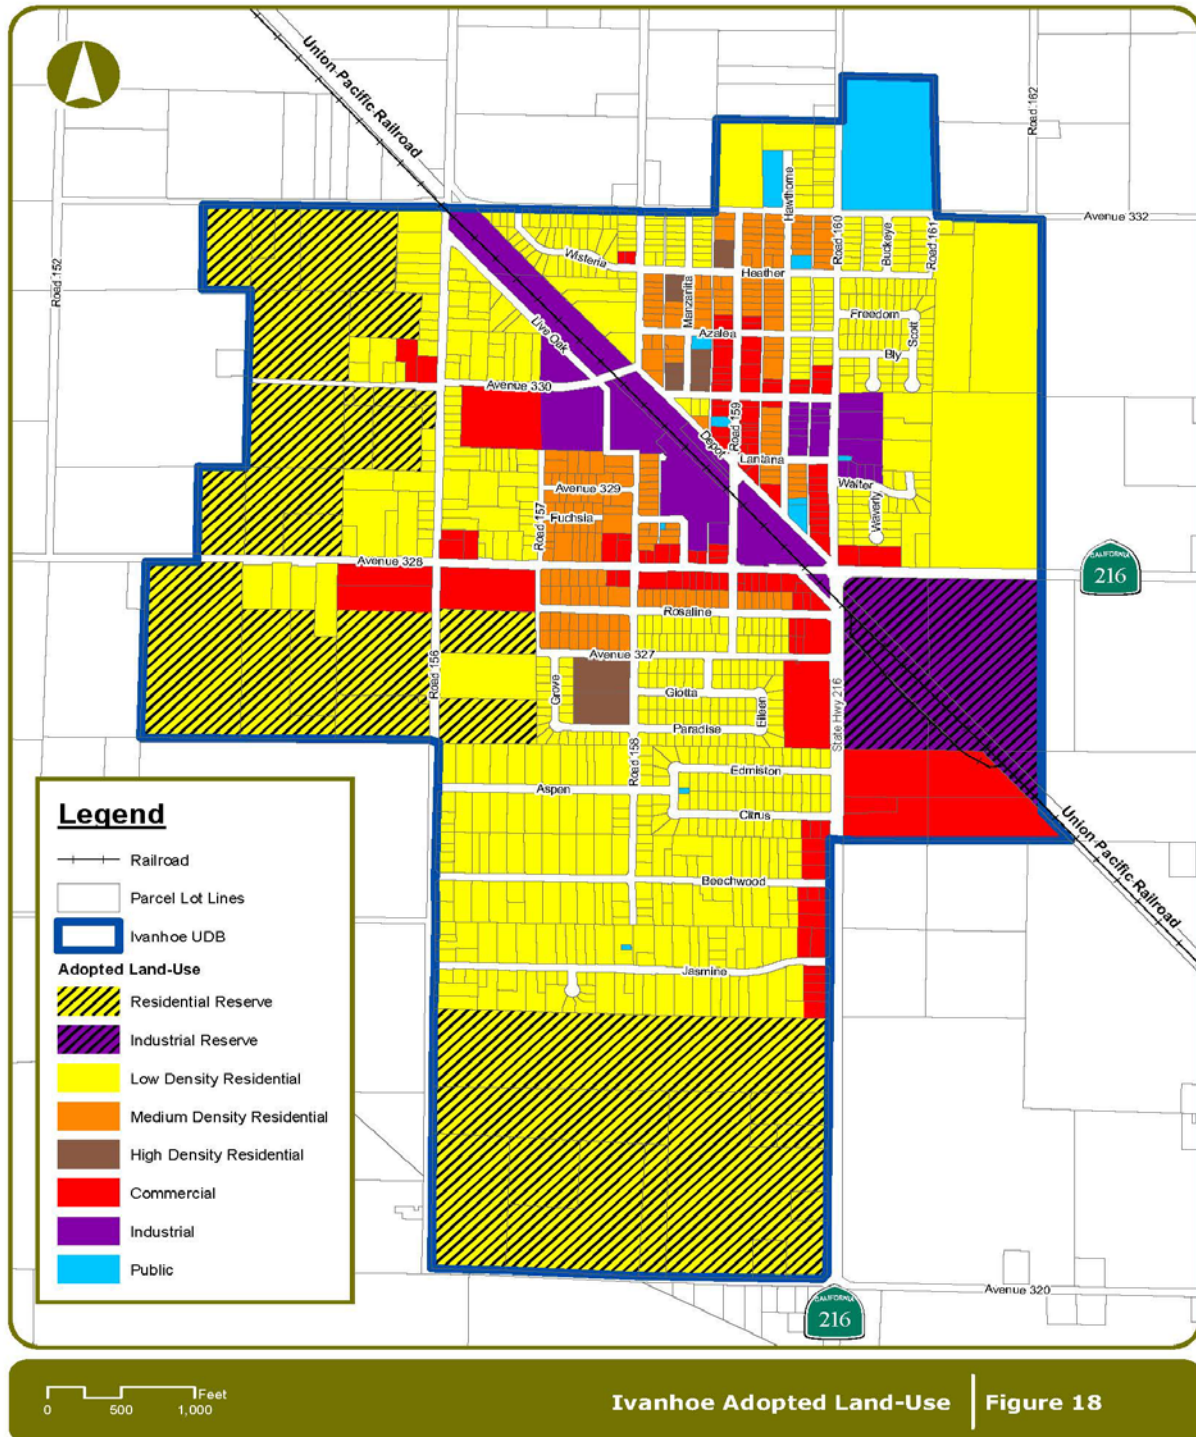 Union Pacific Railroad
Road 162
Road 152
Avenue 332
Hawthorne
Road 160
Buckeye
Road 161
Wisteria
Heather
Manzanita
Freedom
Scott
Azalea
Bly
Live Oak
Avenue 330
Road 159
Depot
Lantana
Walter
Waverly
Avenue 329
Road 157
Fuchsia
Avenue 328
CALIFORNIA
216
Rosaline
Avenue 327
Road 156
Grove
Giotta
Eileen
State Hwy 216
Paradise
Road 158
Edmiston
Aspen
Citrus
Union Pacific Railroad
Beechwood
Jasmine
Legend
Railroad
Parcel Lot Lines
Ivanhoe UDB
Adopted Land-Use
Residential Reserve
Industrial Reserve
Low Density Residential
Medium Density Residential
High Density Residential
Commercial
Industrial
Public
Avenue 320
CALIFORNIA
216
Feet
0 500 1,000
Ivanhoe Adopted Land-Use | Figure 18